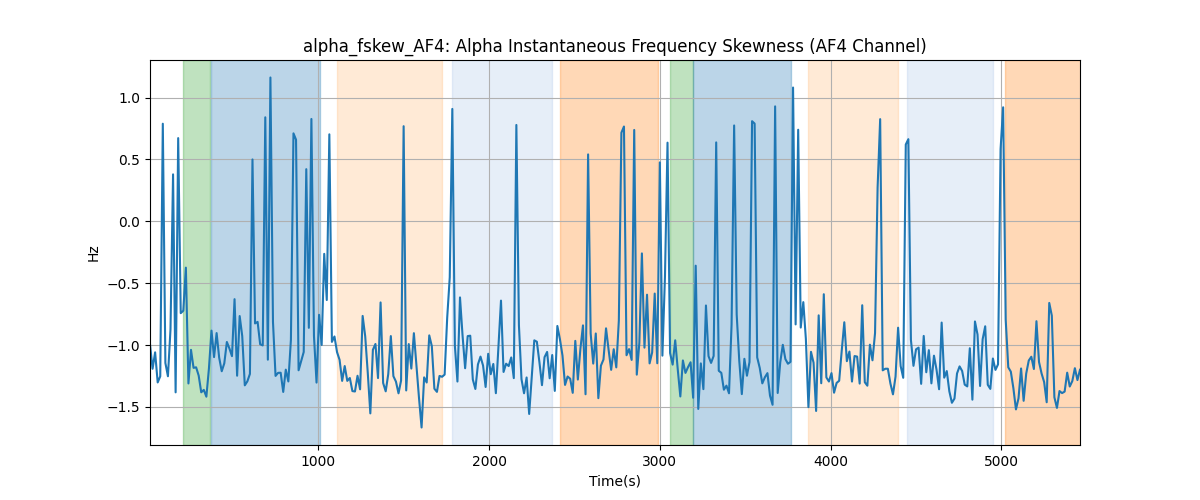 alpha_fskew_AF4: Alpha Instantaneous Frequency Skewness (AF4 Channel)
1.0
0.5
0.0
−0.5
−1.0
−1.5
Hz
1000 2000 3000 4000 5000
Time(s)